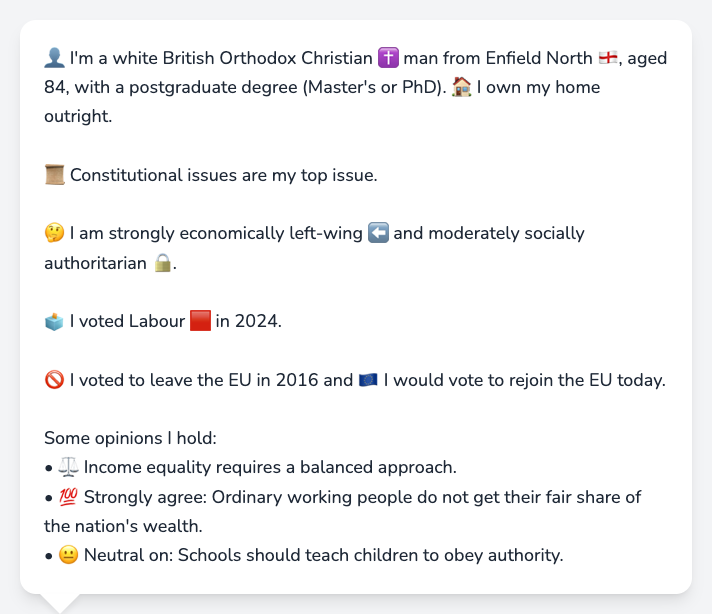 👤 I'm a white British Orthodox Christian ✝️ man from Enfield North 🏴󠁧󠁢󠁥󠁮󠁧󠁿, aged
84, with a postgraduate degree (Master's or PhD). 🏠 I own my home
outright.
📜 Constitutional issues are my top issue.
🤔 I am strongly economically left-wing ⬅️ and moderately socially
authoritarian 🔒.
🗳️ I voted Labour 🟥 in 2024.
🚫 I voted to leave the EU in 2016 and 🇪🇺 I would vote to rejoin the EU today.
Some opinions I hold:
• ⚖️ Income equality requires a balanced approach.
• 💯 Strongly agree: Ordinary working people do not get their fair share of
the nation's wealth.
• 😐 Neutral on: Schools should teach children to obey authority.